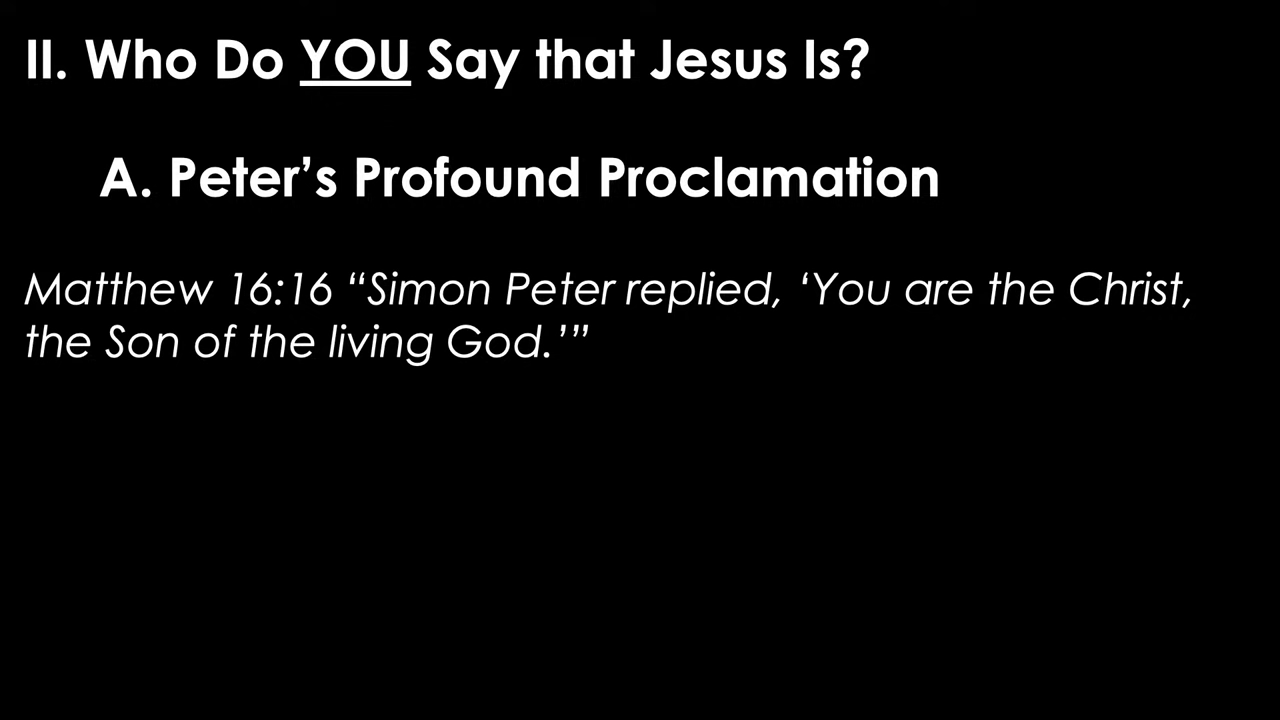 II. Who Do YOU Say that Jesus Is?
A. Peter’s Profound Proclamation
Matthew 16:16 “Simon Peter replied, ‘You are the Christ,
the Son of the living God.’”